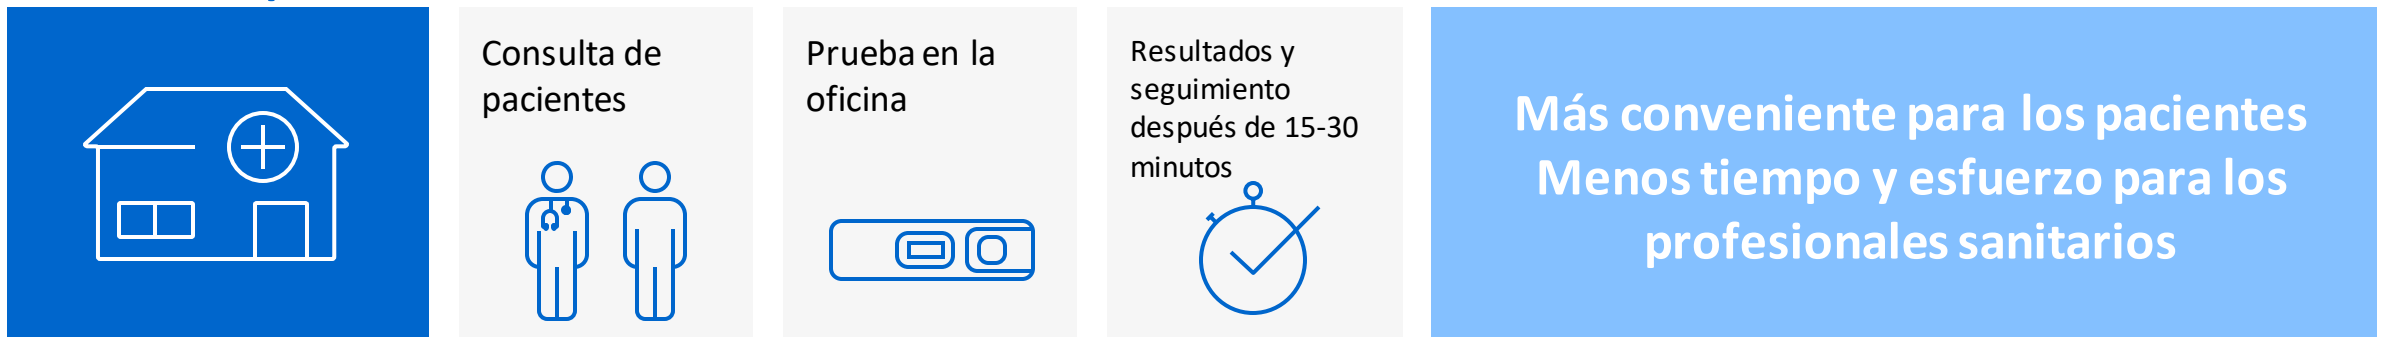 Consulta de
pacientes
Prueba en la
oficina
Resultados y
seguimiento
después de 15-30
minutos
Más conveniente para los pacientes
Menos tiempo y esfuerzo para los
profesionales sanitarios